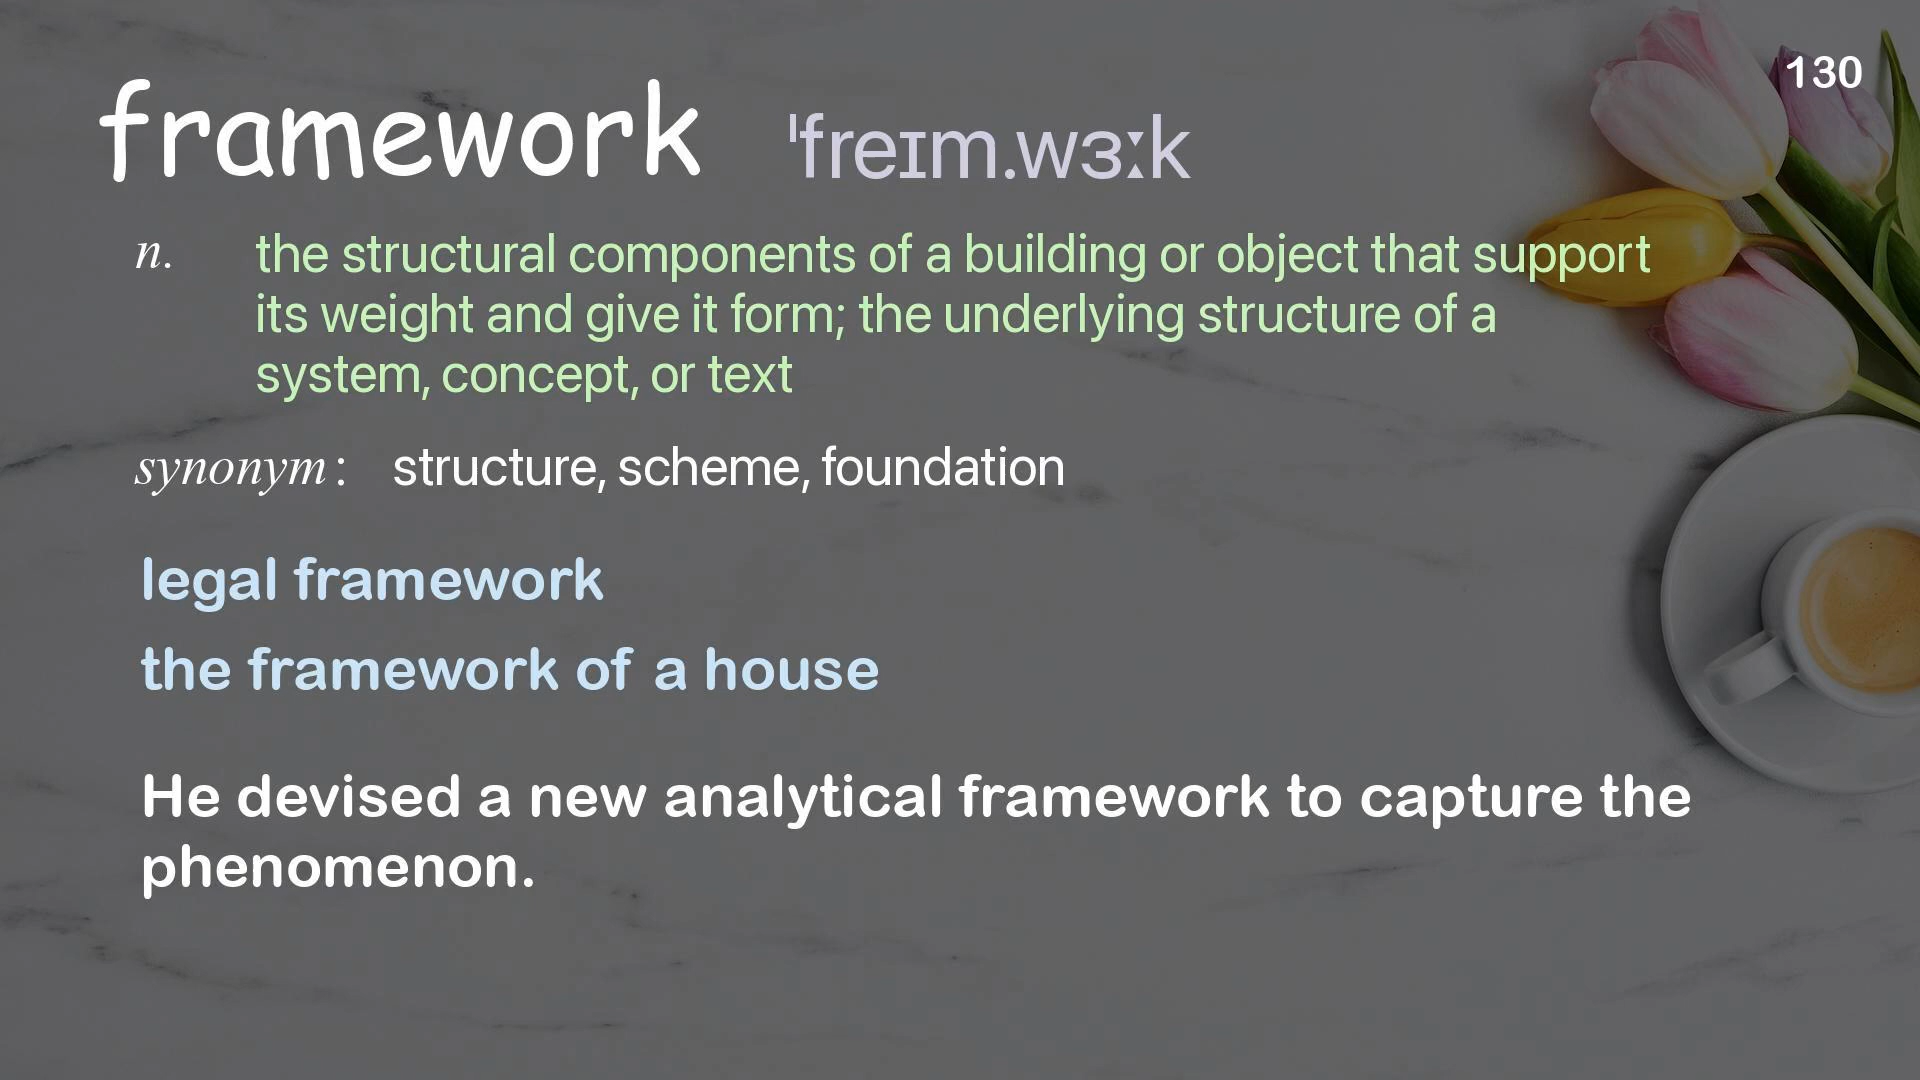 130
framework ˈfreɪm.wɜːk
n. the structural components of a building or object that support
its weight and give it form; the underlying structure of a
system, concept, or text
synonym: structure, scheme, foundation
legal framework
the framework of a house
He devised a new analytical framework to capture the
phenomenon.